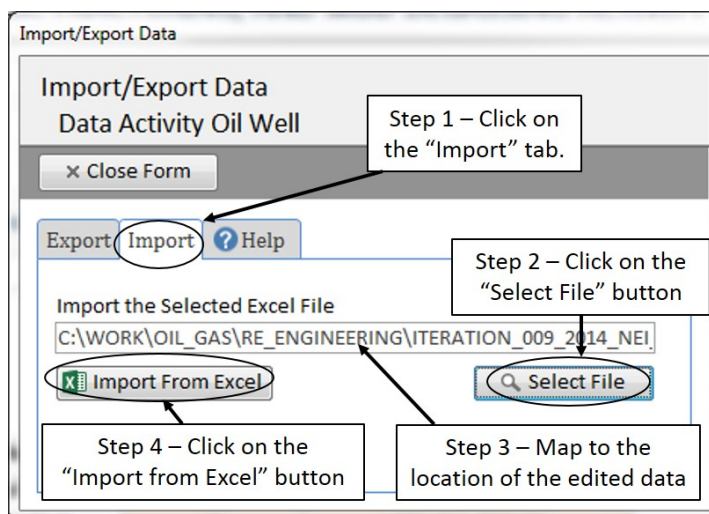 Import/Export Data
Import/Export Data
Data Activity Oil Well
Step 1 – Click on
the “Import” tab.
× Close Form
Export Import ? Help
Step 2 – Click on the
“Select File” button
Import the Selected Excel File
C:\WORK\OIL_GAS\RE_ENGINEERING\ITERATION_009_2014_NEI_
Import From Excel
Select File
Step 4 – Click on the
“Import from Excel” button
Step 3 – Map to the
location of the edited data